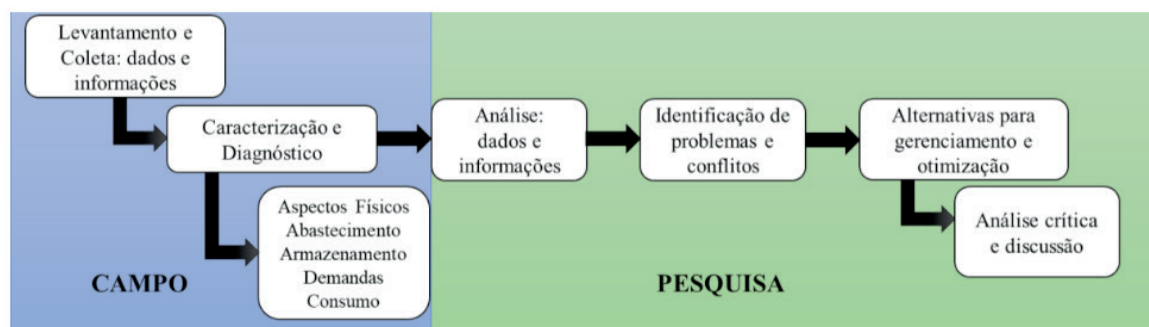 Levantamento e
Coleta: dados e
informações
Caracterização e
Diagnóstico
Aspectos Físicos
Abastecimento
Armazenamento
Demandas
Consumo
CAMPO
Análise:
dados e
informações
Identificação de
problemas e
conflitos
Alternativas para
gerenciamento e
otimização
Análise crítica
e discussão
PESQUISA